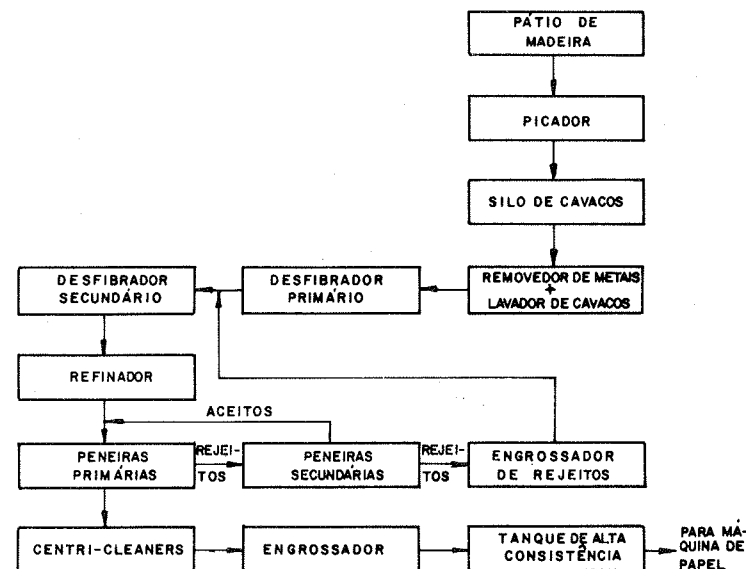 PÁTIO DE
MADEIRA
PICADOR
SILO DE CAVACOS
REMOVEDOR DE METAIS
+
LAVADOR DE CAVACOS
DESFIBRADOR
PRIMÁRIO
DESFIBRADOR
SECUNDÁRIO
REFINADOR
ACEITOS
PENEIRAS
PRIMÁRIAS
REJEI-
TOS
PENEIRAS
SECUNDÁRIAS
REJEI-
TOS
ENGROSSADOR
DE REJEITOS
CENTRI-CLEANERS
ENGROSSADOR
TANQUE DE ALTA
CONSISTÊNCIA
PARA MÁ-
QUINA DE
PAPEL